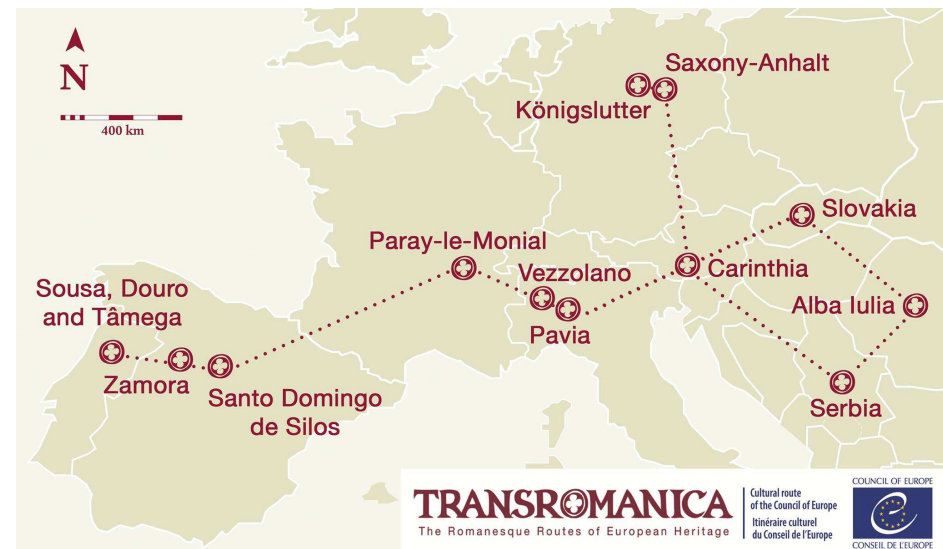 N
400 km
Saxony-Anhalt
Königslutter
Slovakia
Paray-le-Monial
Vezzolano
Carinthia
Sousa, Douro
and Tâmega
Alba Iulia
Pavia
Zamora
Santo Domingo
de Silos
Serbia
TRANSROMANICA
The Romanesque Routes of European Heritage
Cultural route
of the Council of Europe
Itinéraire culturel
du Conseil de l'Europe
COUNCIL OF EUROPE
CONSEIL DE L'EUROPE